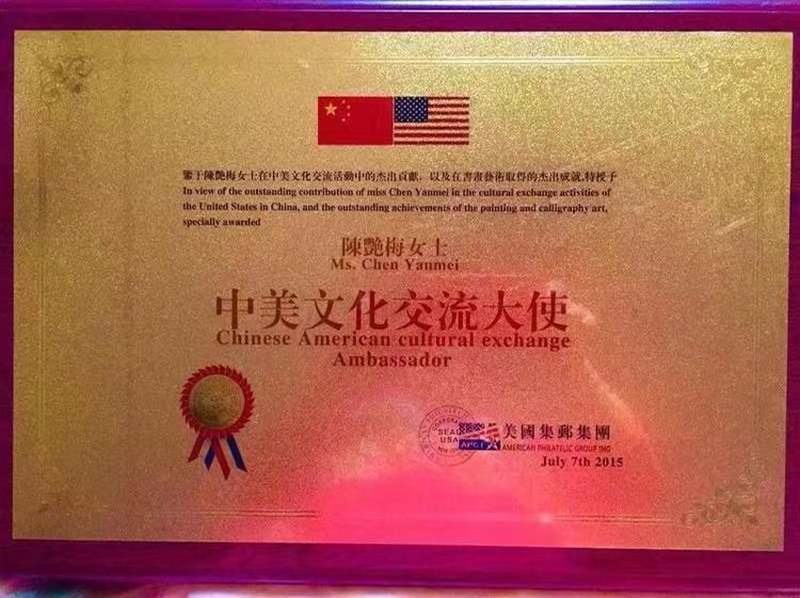 鑒于陳艷梅女士在中美文化交流活動中的杰出貢獻，以及在書畫藝術取得的杰出成就,特授予
In view of the outstanding contribution of miss Chen Yanmei in the cultural exchange activities of
the United States in China, and the outstanding achievements of the painting and calligraphy art,
specially awarded
陳艷梅女士
Ms. Chen Yanmei
中美文化交流大使
Chinese American cultural exchange
Ambassador
SEAL
USA
美國集郵集團
AMERICAN PHILATELIC GROUP INC
July 7th 2015